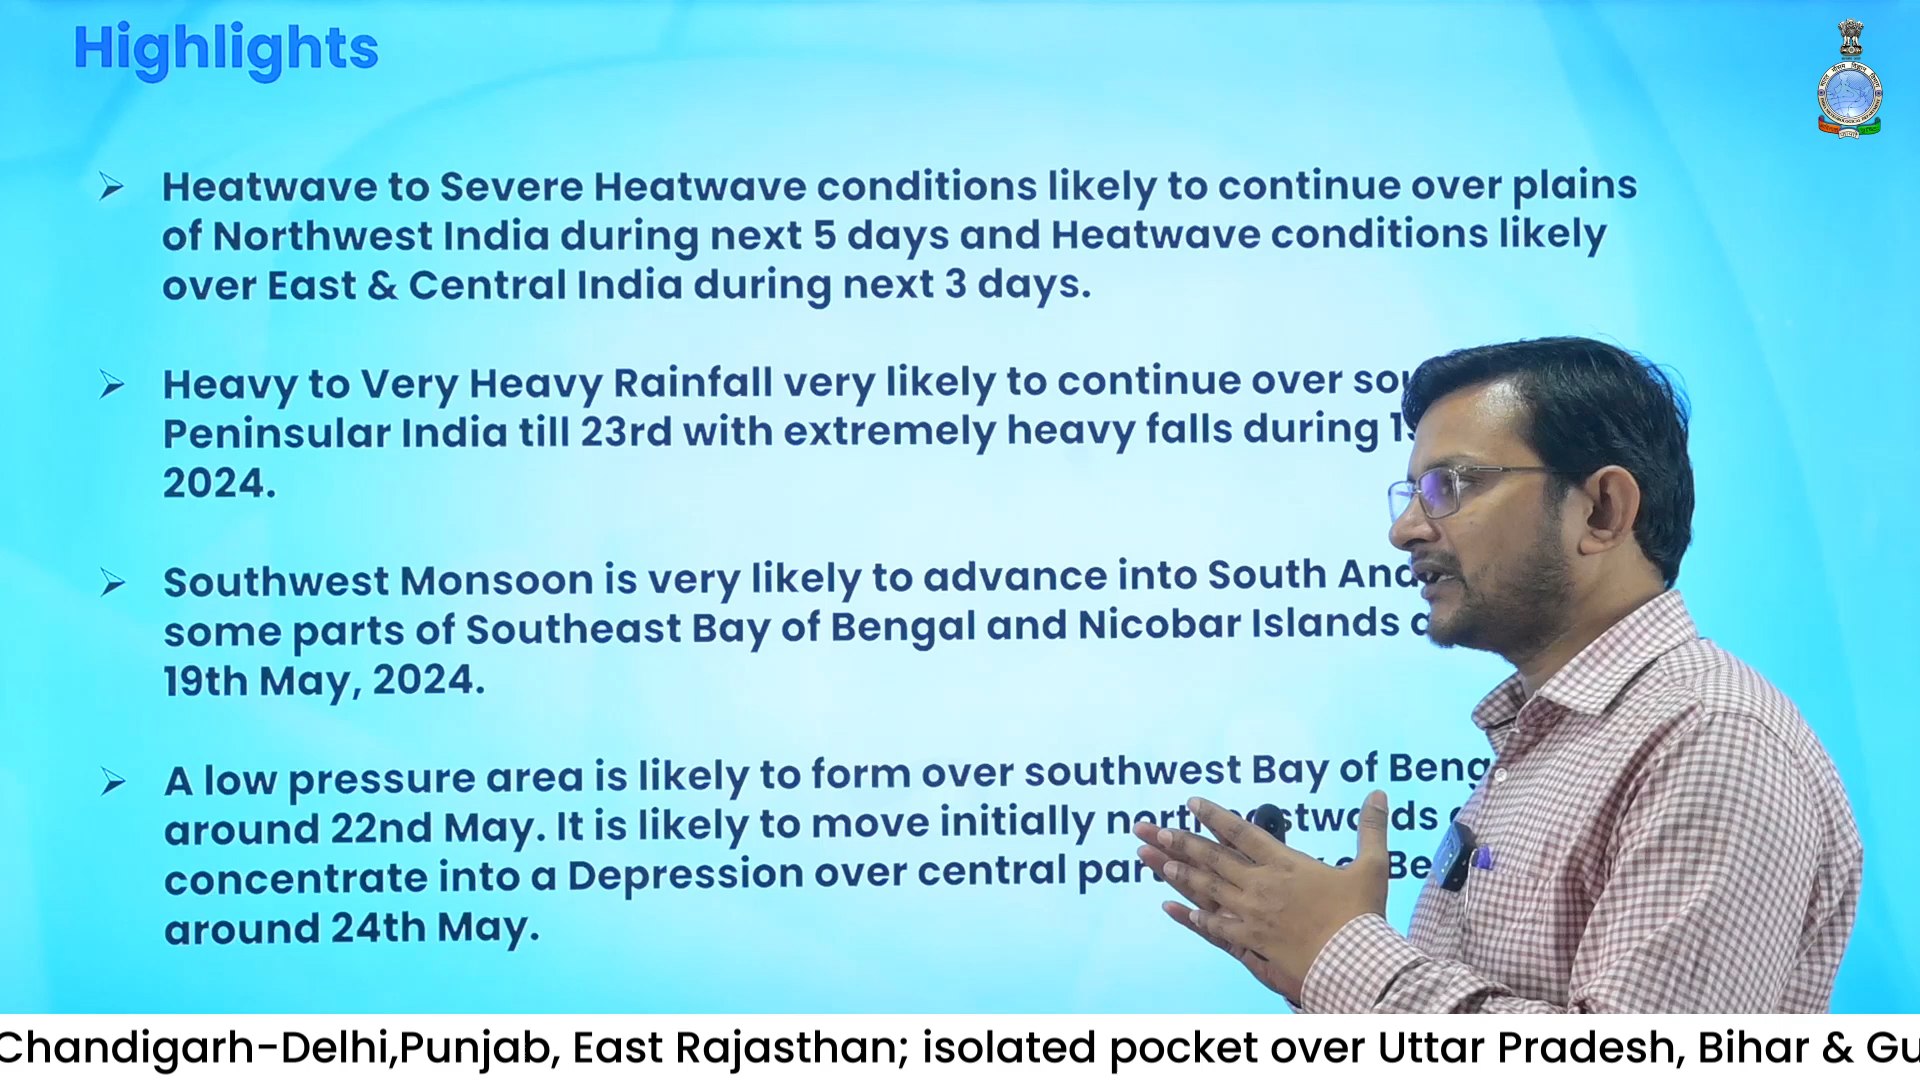 Highlights
Heatwave to Severe Heatwave conditions likely to continue over plains
of Northwest India during next 5 days and Heatwave conditions likely
over East & Central India during next 3 days.
Heavy to Very Heavy Rainfall very likely to continue over
Peninsular India till 23rd with extremely heavy falls during
2024.
Southwest Monsoon is very likely to advance into South
some parts of Southeast Bay of Bengal and Nicobar Islands
19th May, 2024.
A low pressure area is likely to form over southwest Bay of
around 22nd May. It is likely to move initially
concentrate into a Depression over central
around 24th May.
Chandigarh-Delhi,Punjab, East Rajasthan; isolated pocket over Uttar Pradesh, Bihar &